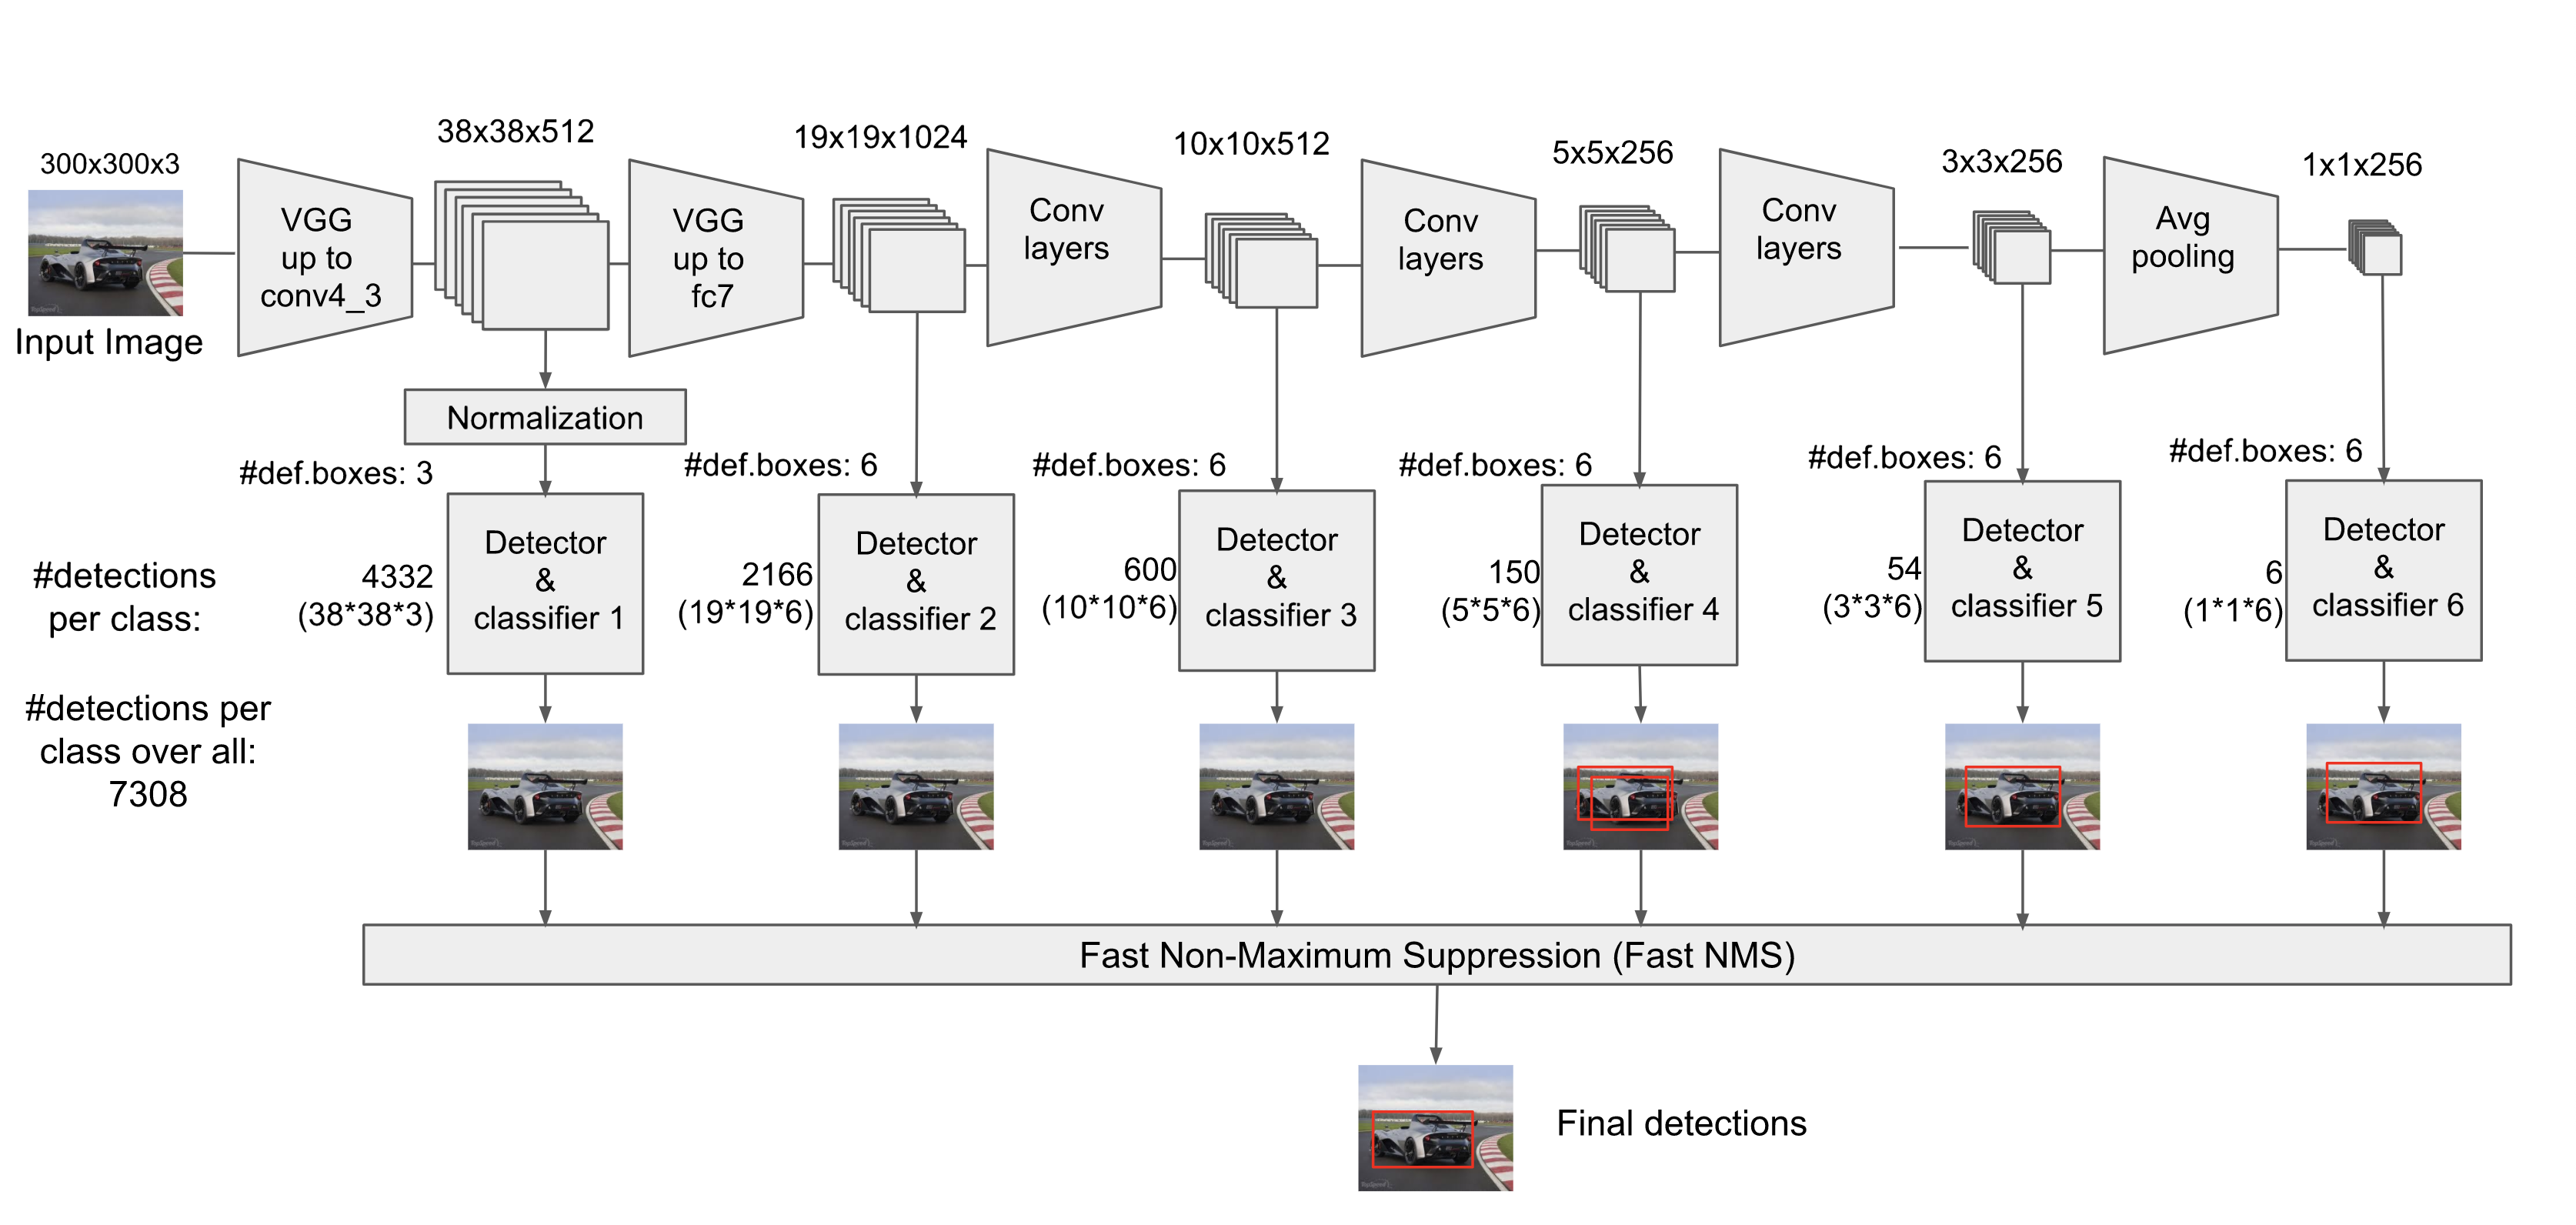 300x300x3
38x38x512
19x19x1024
10x10x512
5x5x256
3x3x256
1x1x256
VGG
up to
conv4_3
VGG
up to
fc7
Conv
layers
Conv
layers
Conv
layers
Avg
pooling
Input Image
Normalization
#def.boxes: 3
#def.boxes: 6
#def.boxes: 6
#def.boxes: 6
#def.boxes: 6
#def.boxes: 6
#detections
per class:
4332
(38*38*3)
Detector
&
classifier 1
2166
(19*19*6)
Detector
&
classifier 2
600
(10*10*6)
Detector
&
classifier 3
150
(5*5*6)
Detector
&
classifier 4
54
(3*3*6)
Detector
&
classifier 5
6
(1*1*6)
Detector
&
classifier 6
#detections per
class over all:
7308
Fast Non-Maximum Suppression (Fast NMS)
Final detections